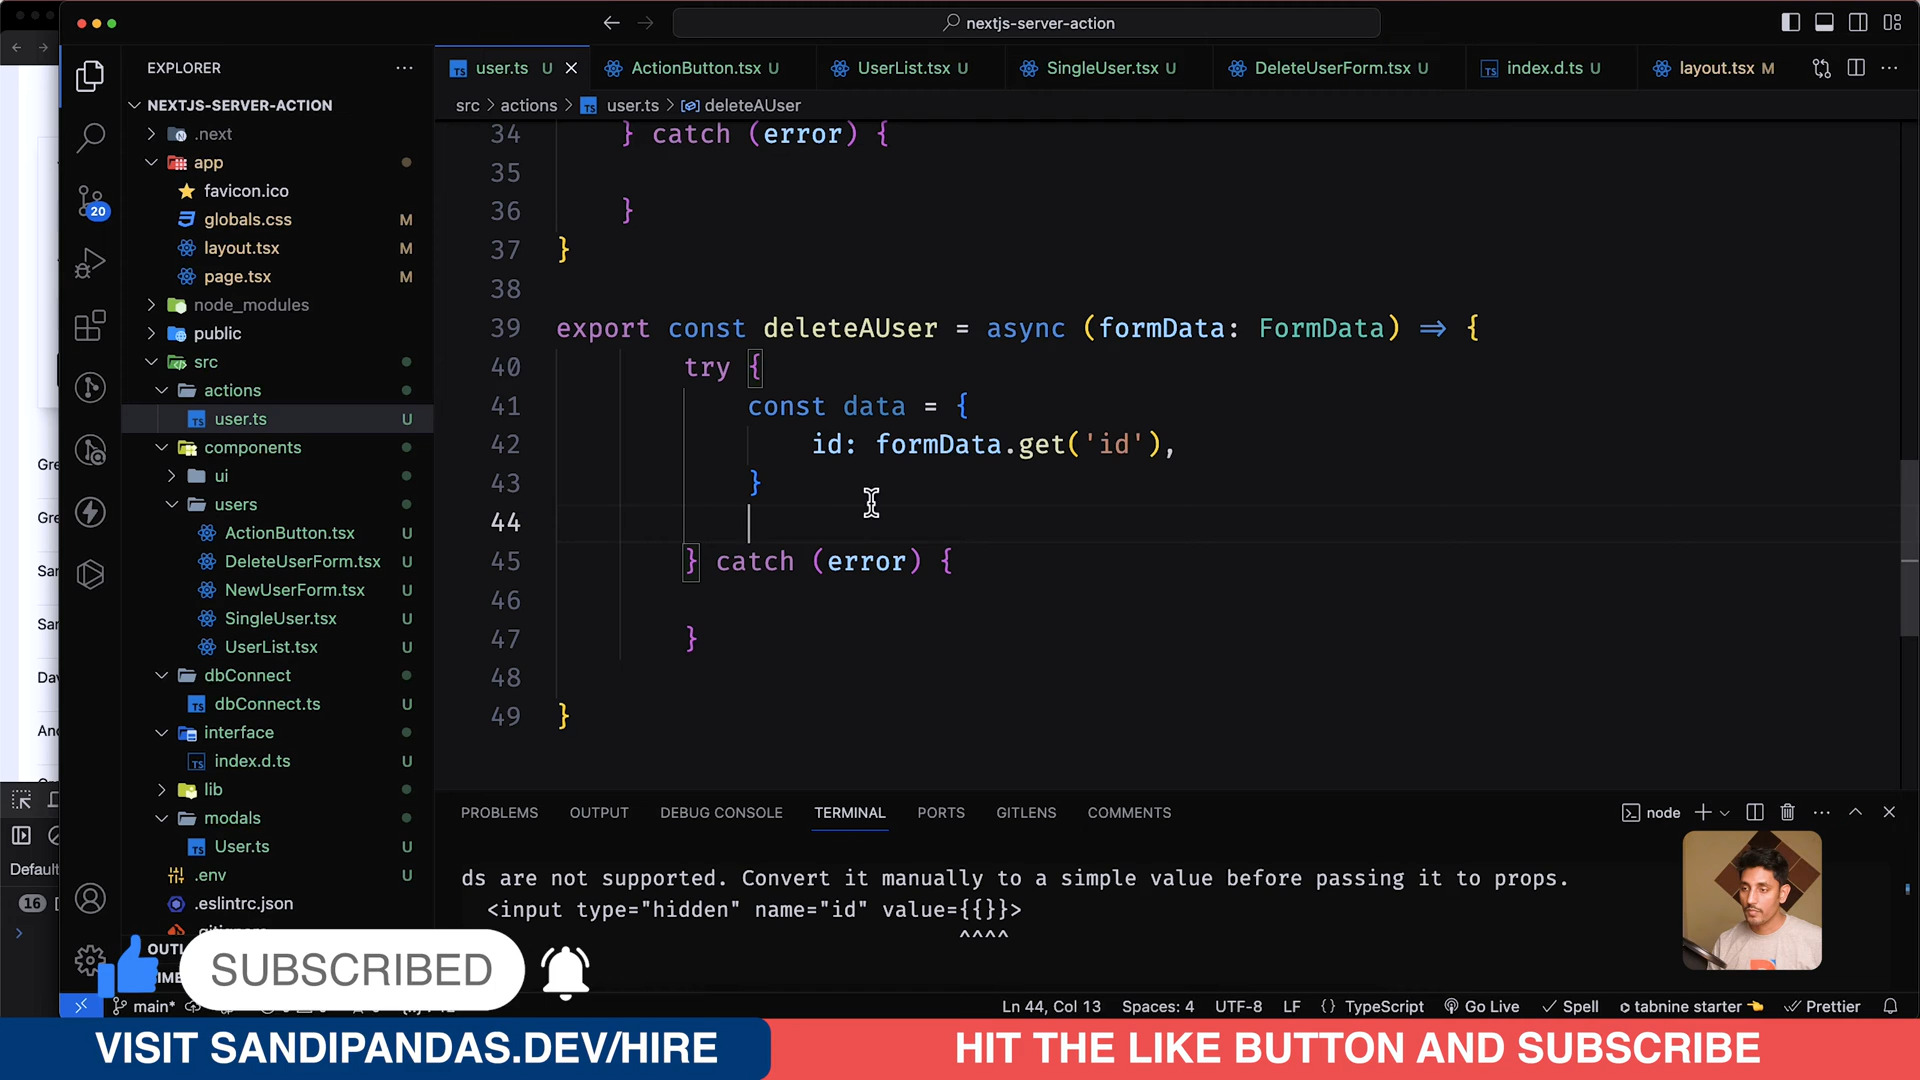 nextjs-server-action
EXPLORER
user.ts U
ActionButton.tsx U
UserList.tsx U
SingleUser.tsx U
DeleteUserForm.tsx U
index.d.ts U
layout.tsx M
NEXTJS-SERVER-ACTION
src > actions > user.ts > deleteAUser
.next
app
favicon.ico
globals.css M
layout.tsx M
page.tsx M
node_modules
public
src
actions
user.ts U
components
ui
users
ActionButton.tsx U
DeleteUserForm.tsx U
NewUserForm.tsx U
SingleUser.tsx U
UserList.tsx U
dbConnect
dbConnect.ts U
interface
index.d.ts U
lib
modals
User.ts U
.env U
.eslintrc.json
20
34 } catch (error) {
35
36 }
37 }
38
39 export const deleteAUser = async (formData: FormData) => {
40 try {
41 const data = {
42 id: formData.get('id'),
43 }
44
45 } catch (error) {
46
47 }
48
49 }
PROBLEMS OUTPUT DEBUG CONSOLE TERMINAL PORTS GITLENS COMMENTS
node
ds are not supported. Convert it manually to a simple value before passing it to props.
<input type="hidden" name="id" value={{}}>
^^^^
Gre
Gre
Sar
Sar
Dav
Default
16
SUBSCRIBED
main*
Ln 44, Col 13 Spaces: 4 UTF-8 LF {} TypeScript Go Live Spell tabnine starter Prettier
VISIT SANDIPANDAS.DEV/HIRE
HIT THE LIKE BUTTON AND SUBSCRIBE